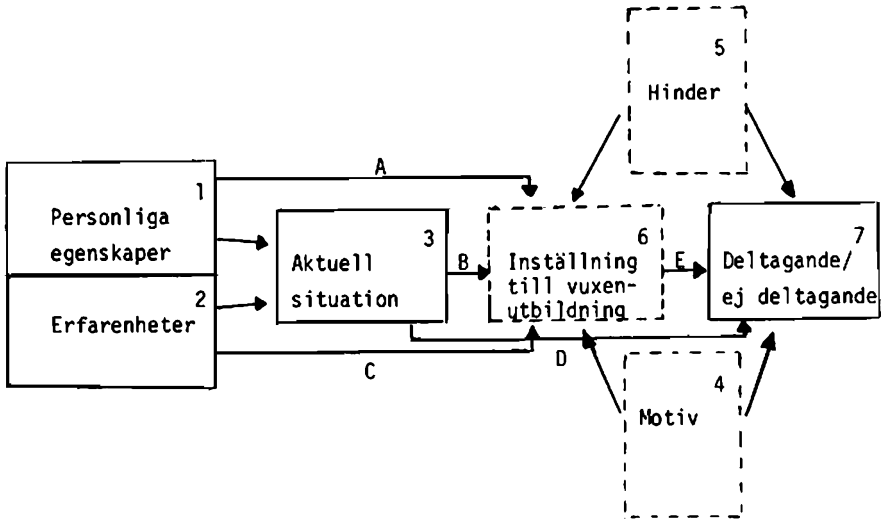 5
Hinder
A
1
Personliga
egenskaper
3
Aktuell
situation
B
6
Inställning
till vuxen-
utbildning
E
7
Deltagande/
ej deltagande
2
Erfarenheter
C
D
4
Motiv